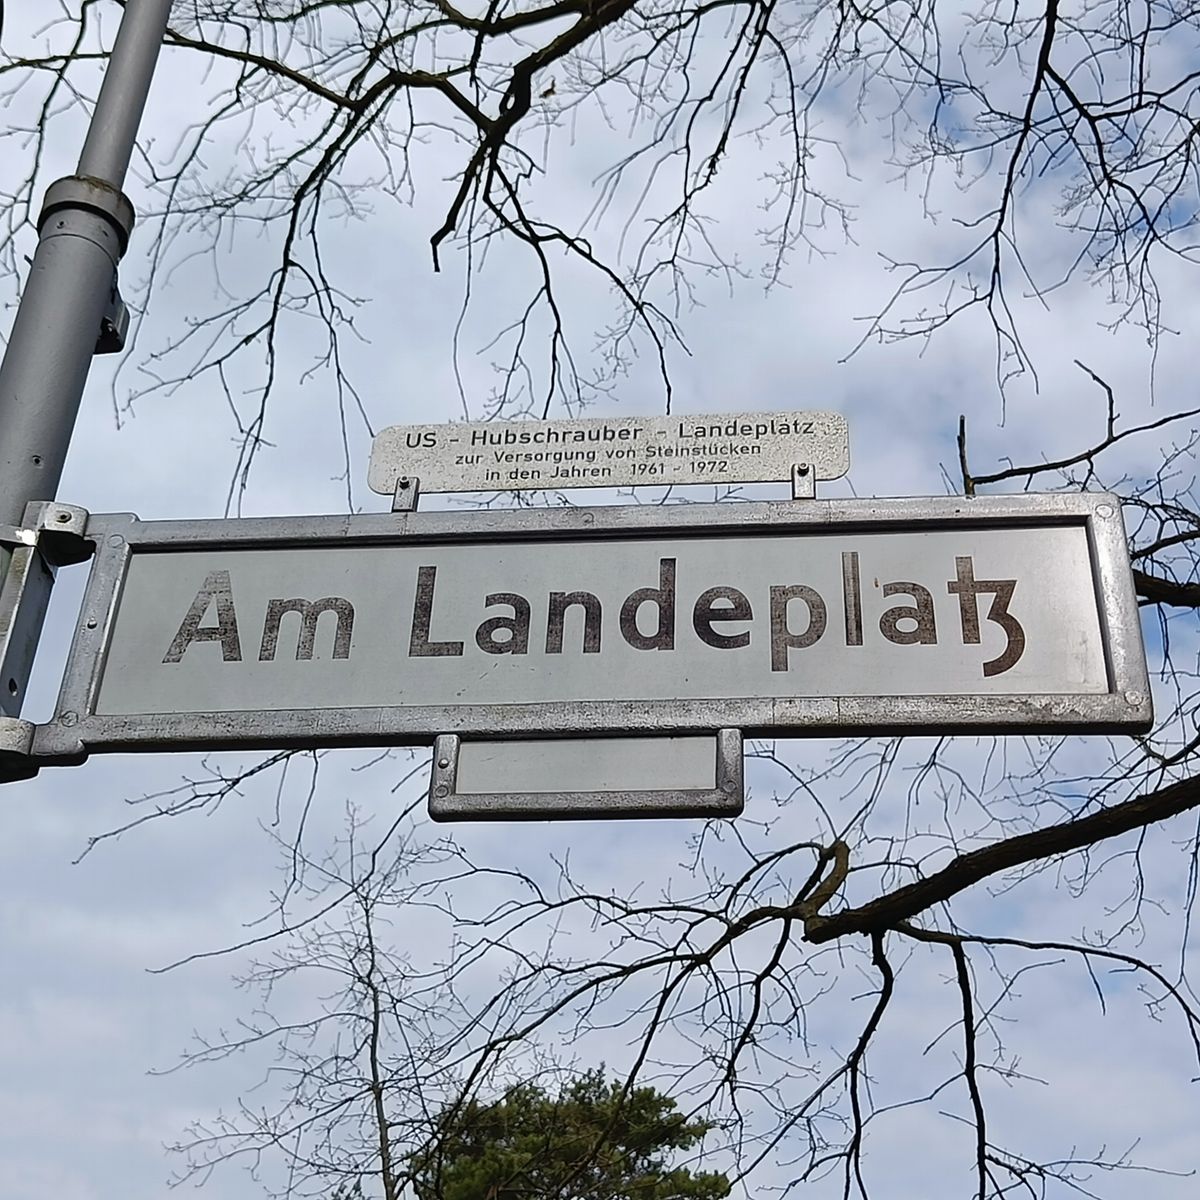 US - Hubschrauber - Landeplatz
zur Versorgung von Steinstücken
in den Jahren 1961 - 1972
Am Landeplatz